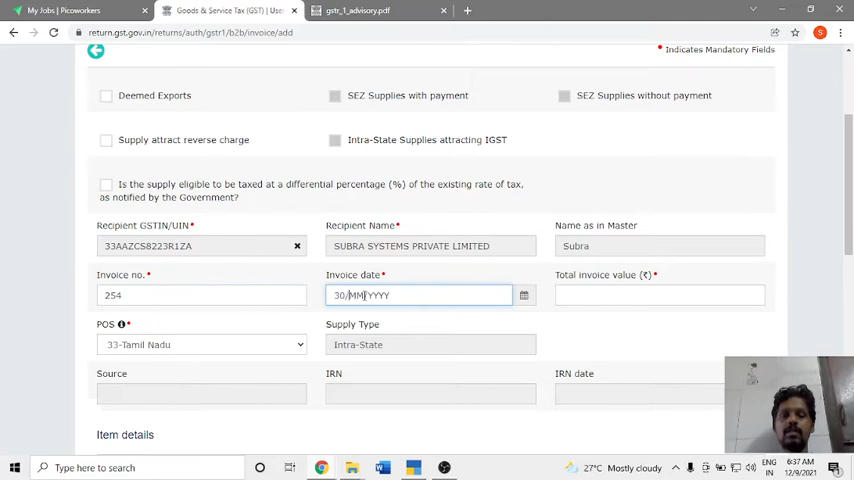 My Jobs | Picoworkers
Goods & Service Tax (GST) | User
gstr_1_advisory.pdf
return.gst.gov.in/returns/auth/gstr1/b2b/invoice/add
S
• Indicates Mandatory Fields
Deemed Exports
SEZ Supplies with payment
SEZ Supplies without payment
Supply attract reverse charge
Intra-State Supplies attracting IGST
Is the supply eligible to be taxed at a differential percentage (%) of the existing rate of tax,
as notified by the Government?
Recipient GSTIN/UIN•
Recipient Name•
Name as in Master
33AAZCS8223R1ZA
SUBRA SYSTEMS PRIVATE LIMITED
Subra
Invoice no.•
Invoice date•
Total invoice value (₹)•
254
30/MM/YYYY
POS •
Supply Type
33-Tamil Nadu
Intra-State
Source
IRN
IRN date
Item details
Type here to search
27°C Mostly cloudy
ENG
IN
6:37 AM
12/9/2021